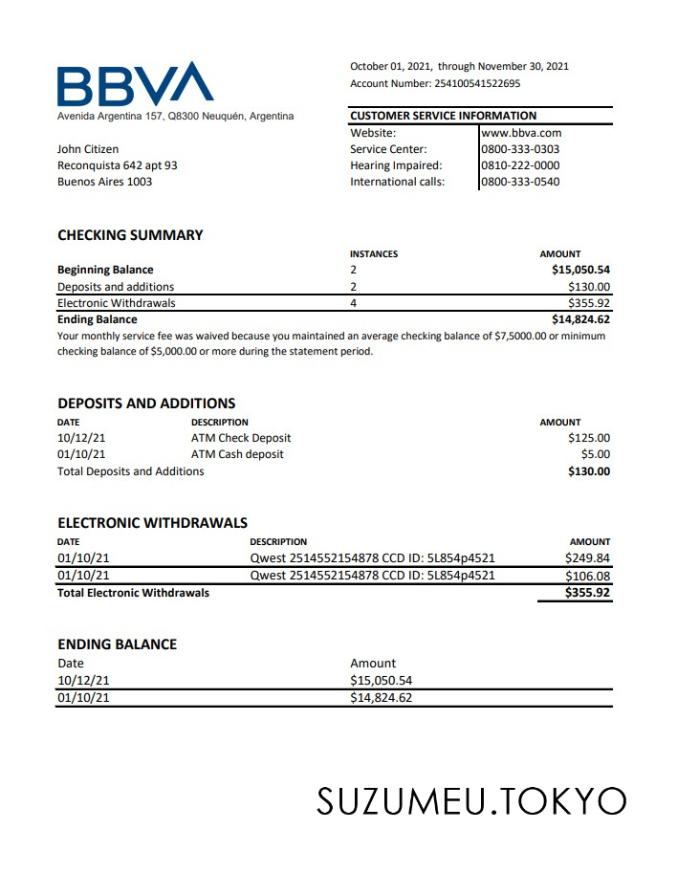 BBVA
Avenida Argentina 157, Q8300 Neuquén, Argentina
John Citizen
Reconquista 642 apt 93
Buenos Aires 1003
October 01, 2021, through November 30, 2021
Account Number: 254100541522695
CUSTOMER SERVICE INFORMATION
Website: www.bbva.com
Service Center: 0800-333-0303
Hearing Impaired: 0810-222-0000
International calls: 0800-333-0540
CHECKING SUMMARY
INSTANCES AMOUNT
Beginning Balance 2 $15,050.54
Deposits and additions 2 $130.00
Electronic Withdrawals 4 $355.92
Ending Balance $14,824.62
Your monthly service fee was waived because you maintained an average checking balance of $7,5000.00 or minimum
checking balance of $5,000.00 or more during the statement period.
DEPOSITS AND ADDITIONS
DATE DESCRIPTION AMOUNT
10/12/21 ATM Check Deposit $125.00
01/10/21 ATM Cash deposit $5.00
Total Deposits and Additions $130.00
ELECTRONIC WITHDRAWALS
DATE DESCRIPTION AMOUNT
01/10/21 Qwest 2514552154878 CCD ID: 5L854p4521 $249.84
01/10/21 Qwest 2514552154878 CCD ID: 5L854p4521 $106.08
Total Electronic Withdrawals $355.92
ENDING BALANCE
Date Amount
10/12/21 $15,050.54
01/10/21 $14,824.62
SUZUMEU.TOKYO